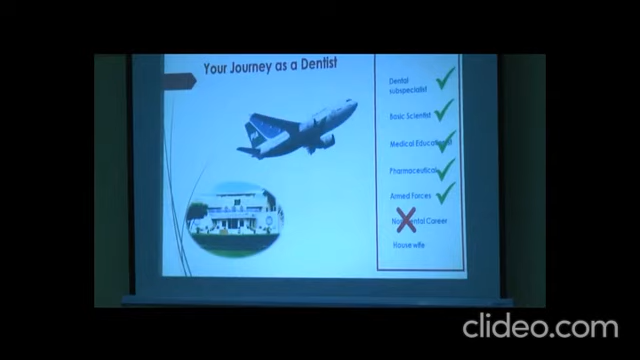 Your Journey as a Dentist
Dental
subspecialist
Basic Scientist
Medical Educationist
Pharmaceutical
Armed Forces
Non Dental Career
House wife
clideo.com